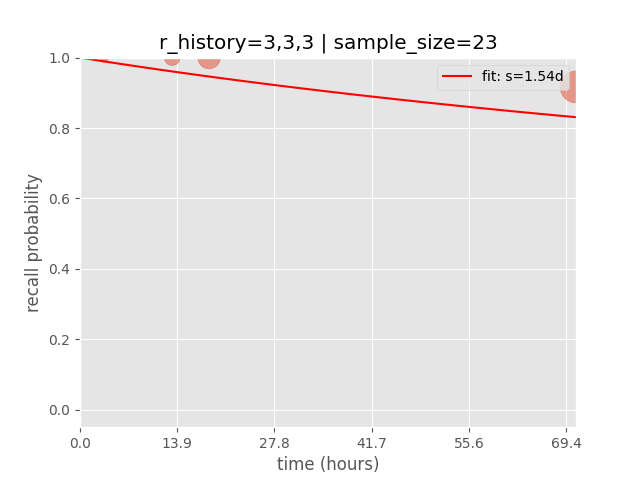 r_history=3,3,3 | sample_size=23
fit: s=1.54d
1.0
0.8
0.6
0.4
0.2
0.0
recall probability
0.0 13.9 27.8 41.7 55.6 69.4
time (hours)